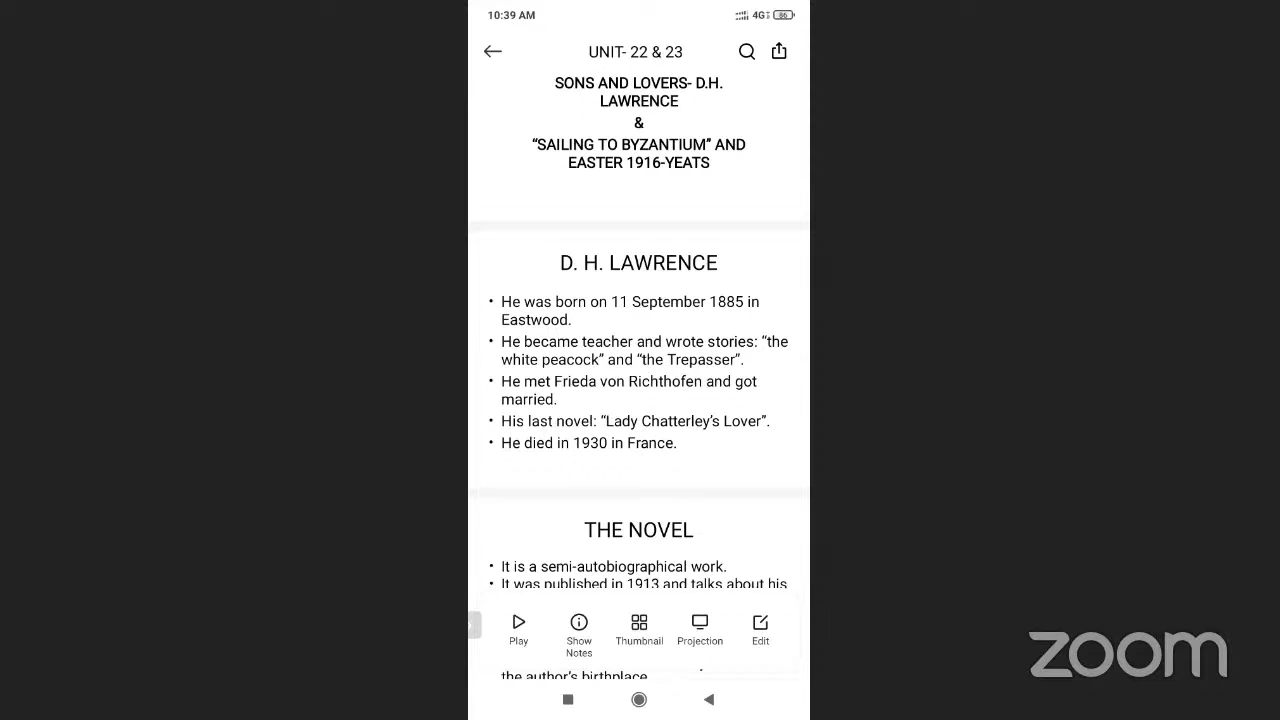 10:39 AM
4G
86
UNIT- 22 & 23
SONS AND LOVERS- D.H.
LAWRENCE
&
“SAILING TO BYZANTIUM” AND
EASTER 1916-YEATS
D. H. LAWRENCE
• He was born on 11 September 1885 in
Eastwood.
• He became teacher and wrote stories: “the
white peacock” and “the Trepasser”.
• He met Frieda von Richthofen and got
married.
• His last novel: “Lady Chatterley’s Lover”.
• He died in 1930 in France.
THE NOVEL
• It is a semi-autobiographical work.
• It was published in 1913 and talks about his
Play
Show
Notes
Thumbnail
Projection
Edit
the author’s birthplace
zoom